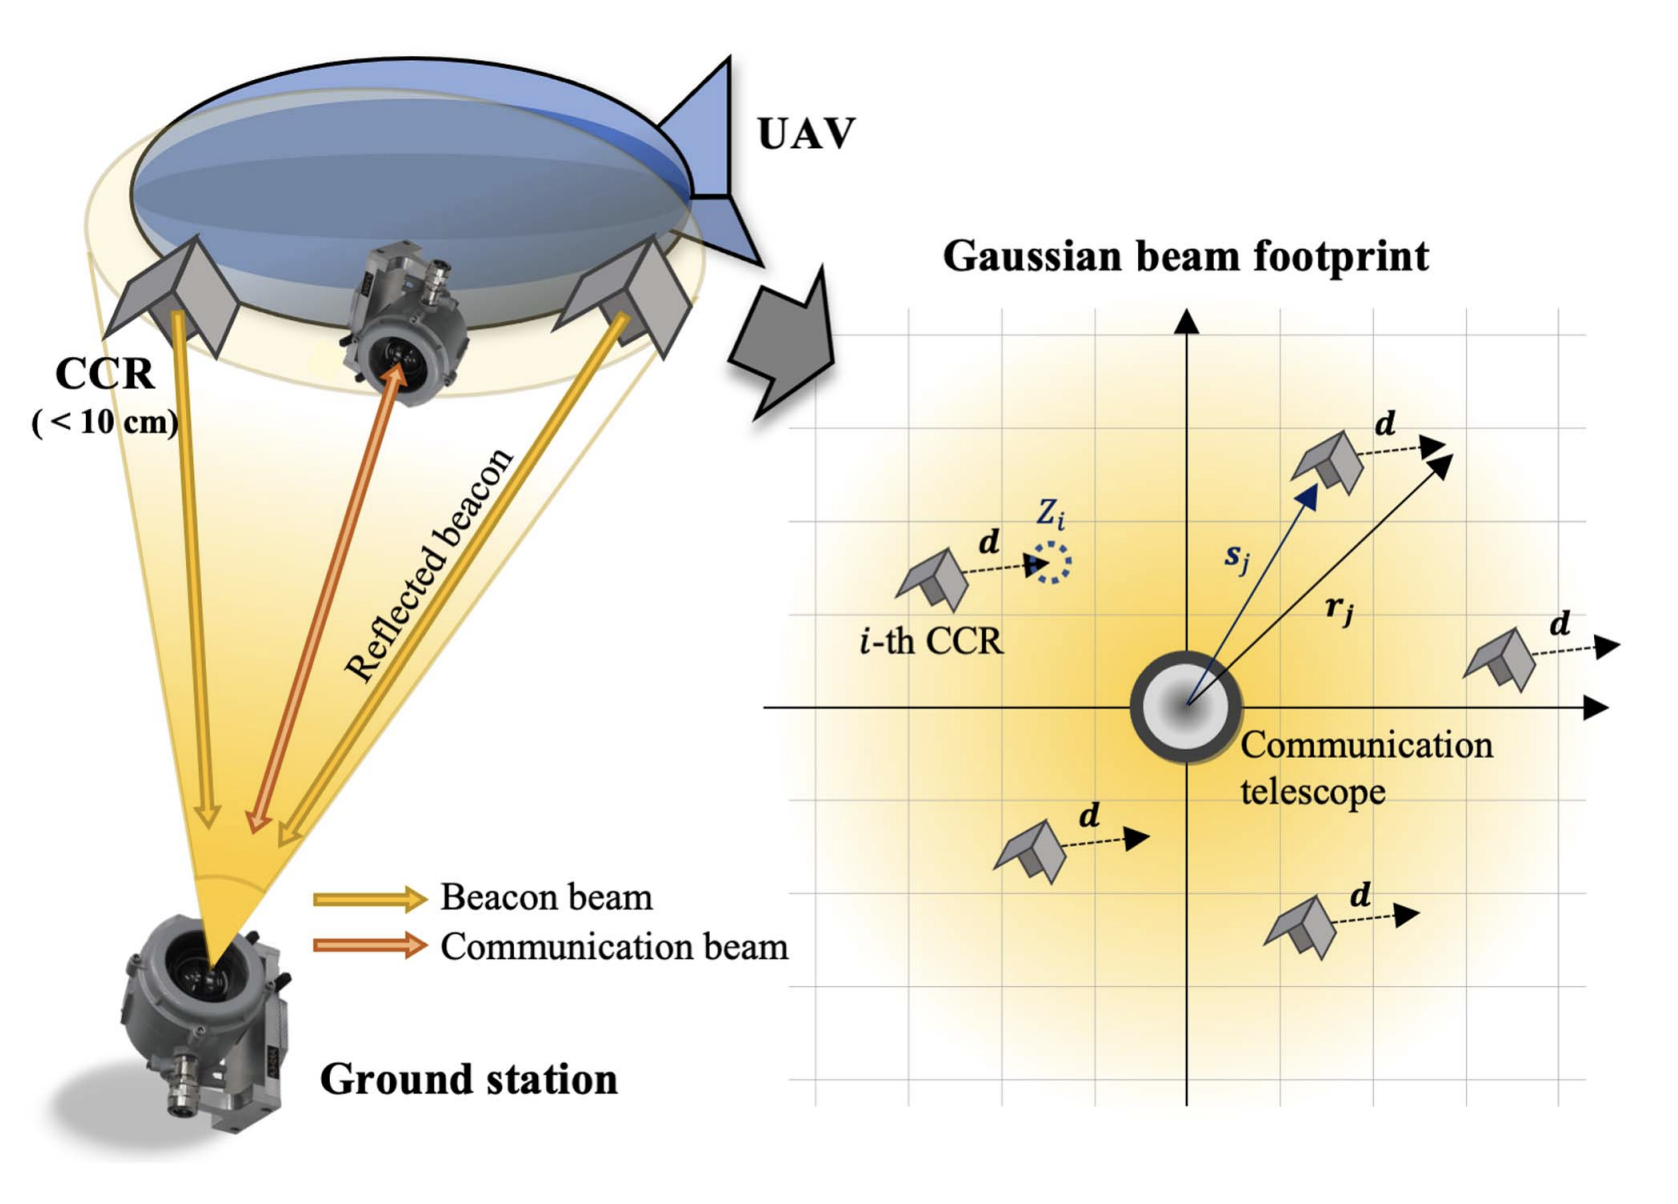 UAV
CCR
( < 10 cm)
Reflected beacon
Beacon beam
Communication beam
Ground station
Gaussian beam footprint
d
Z_i
d
i-th CCR
s_j
r_j
d
Communication
telescope
d
d